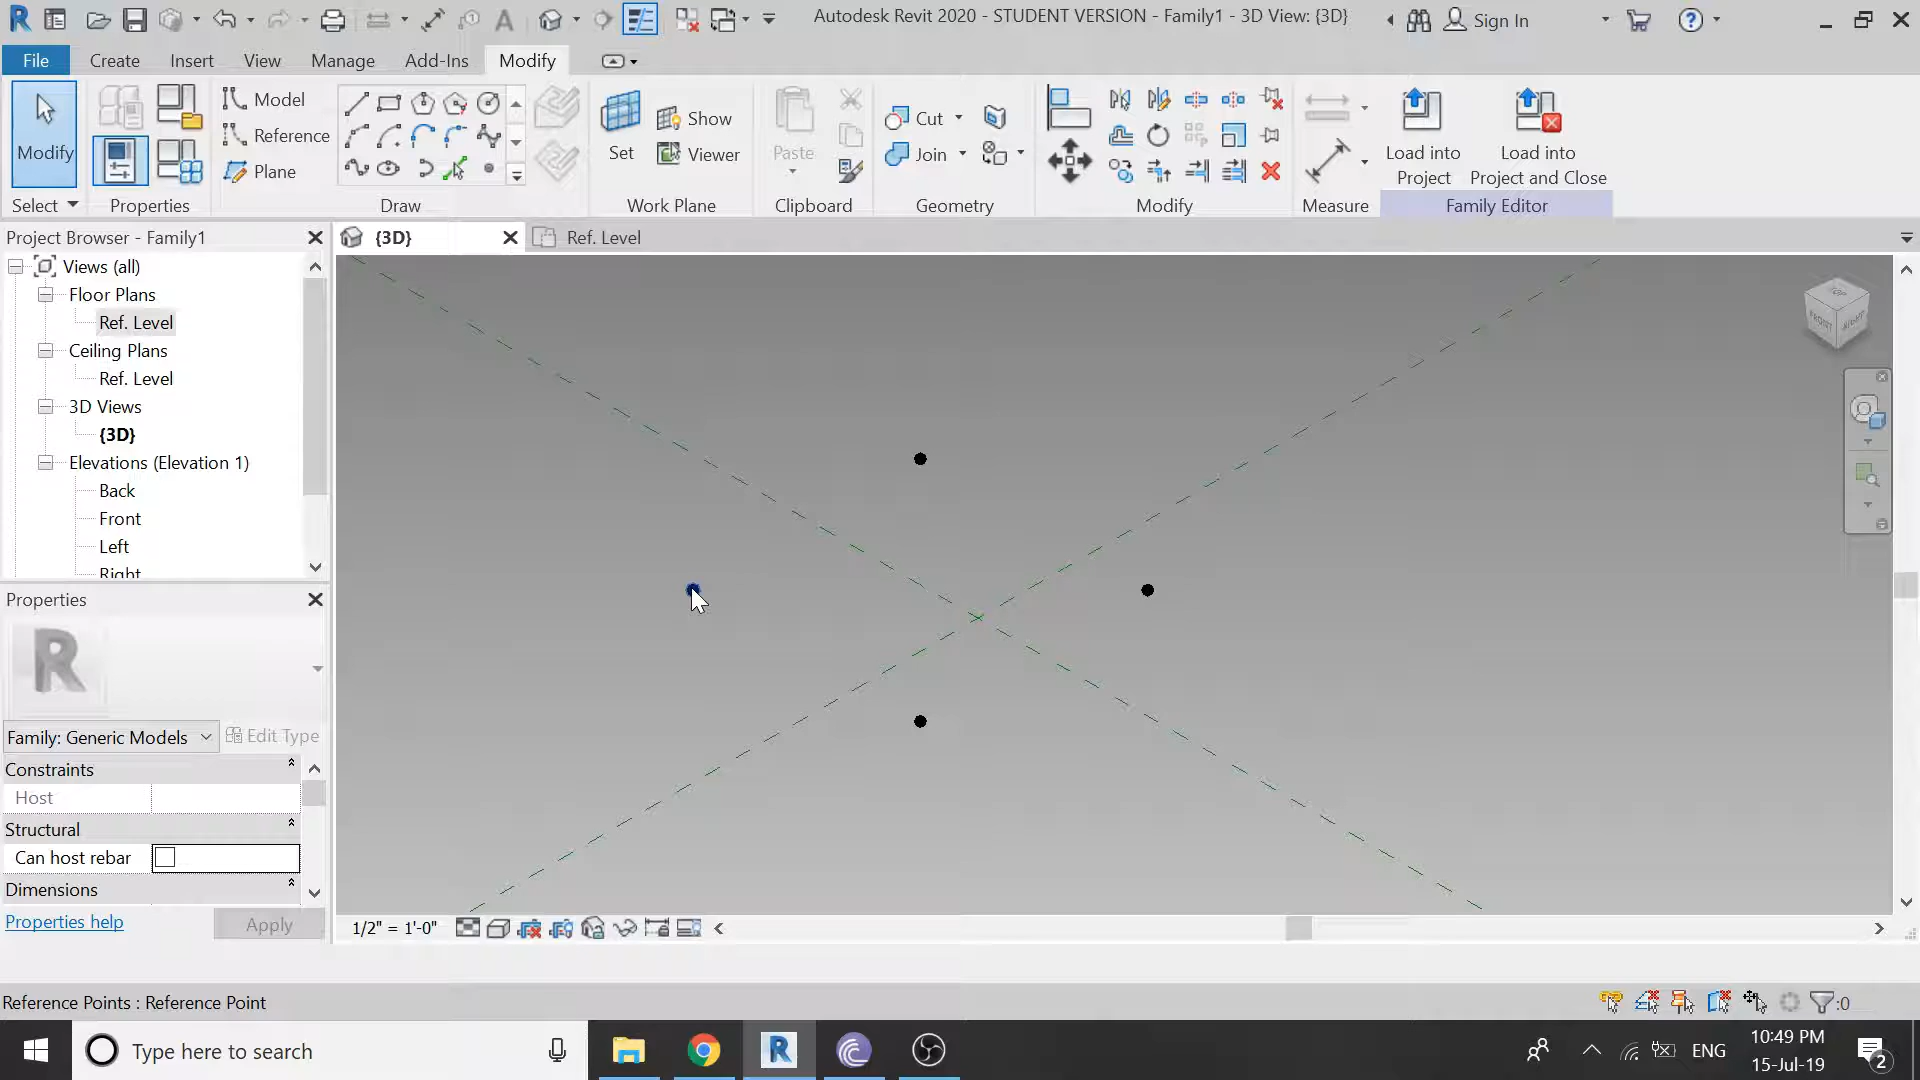 Autodesk Revit 2020 - STUDENT VERSION - Family1 - 3D View: {3D}
Sign In
File
Create
Insert
View
Manage
Add-Ins
Modify
Modify
Model
Reference
Plane
Set
Show
Viewer
Paste
Cut
Join
Load into
Project
Load into
Project and Close
Select
Properties
Draw
Work Plane
Clipboard
Geometry
Modify
Measure
Family Editor
Project Browser - Family1
{3D}
Ref. Level
Views (all)
Floor Plans
Ref. Level
Ceiling Plans
Ref. Level
3D Views
{3D}
Elevations (Elevation 1)
Back
Front
Left
Right
TOP
FRONT
RIGHT
Properties
R
Family: Generic Models
Edit Type
Constraints
Host
Structural
Can host rebar
Dimensions
Properties help
Apply
1/2" = 1'-0"
Reference Points : Reference Point
:0
Type here to search
ENG
10:49 PM
15-Jul-19
2